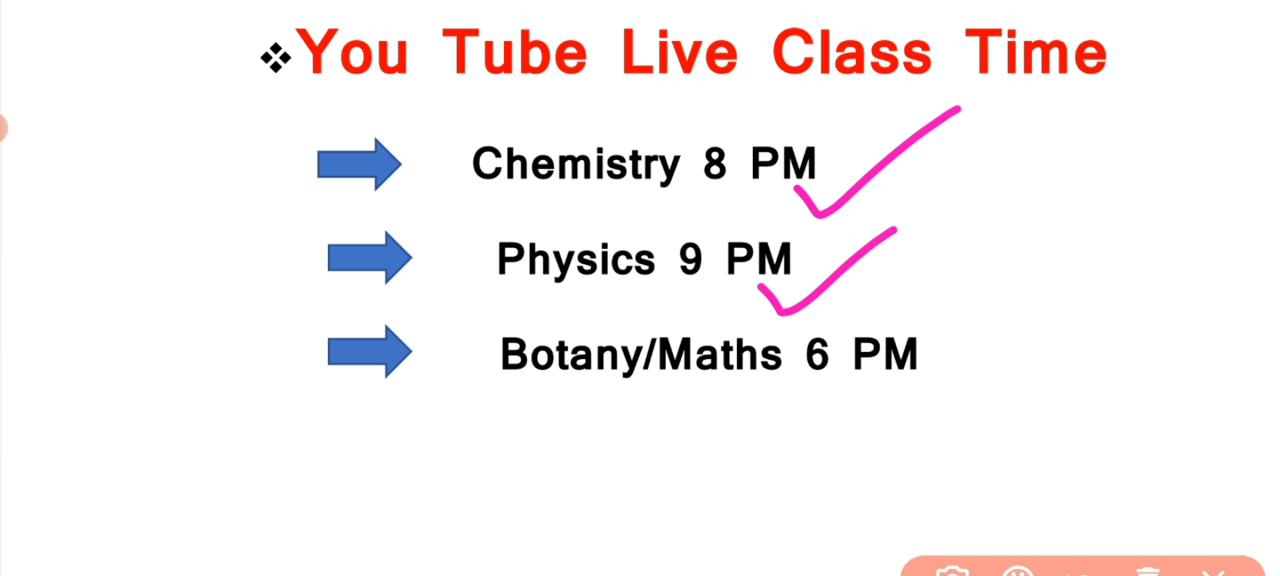 ❖You Tube Live Class Time
Chemistry 8 PM
Physics 9 PM
Botany/Maths 6 PM